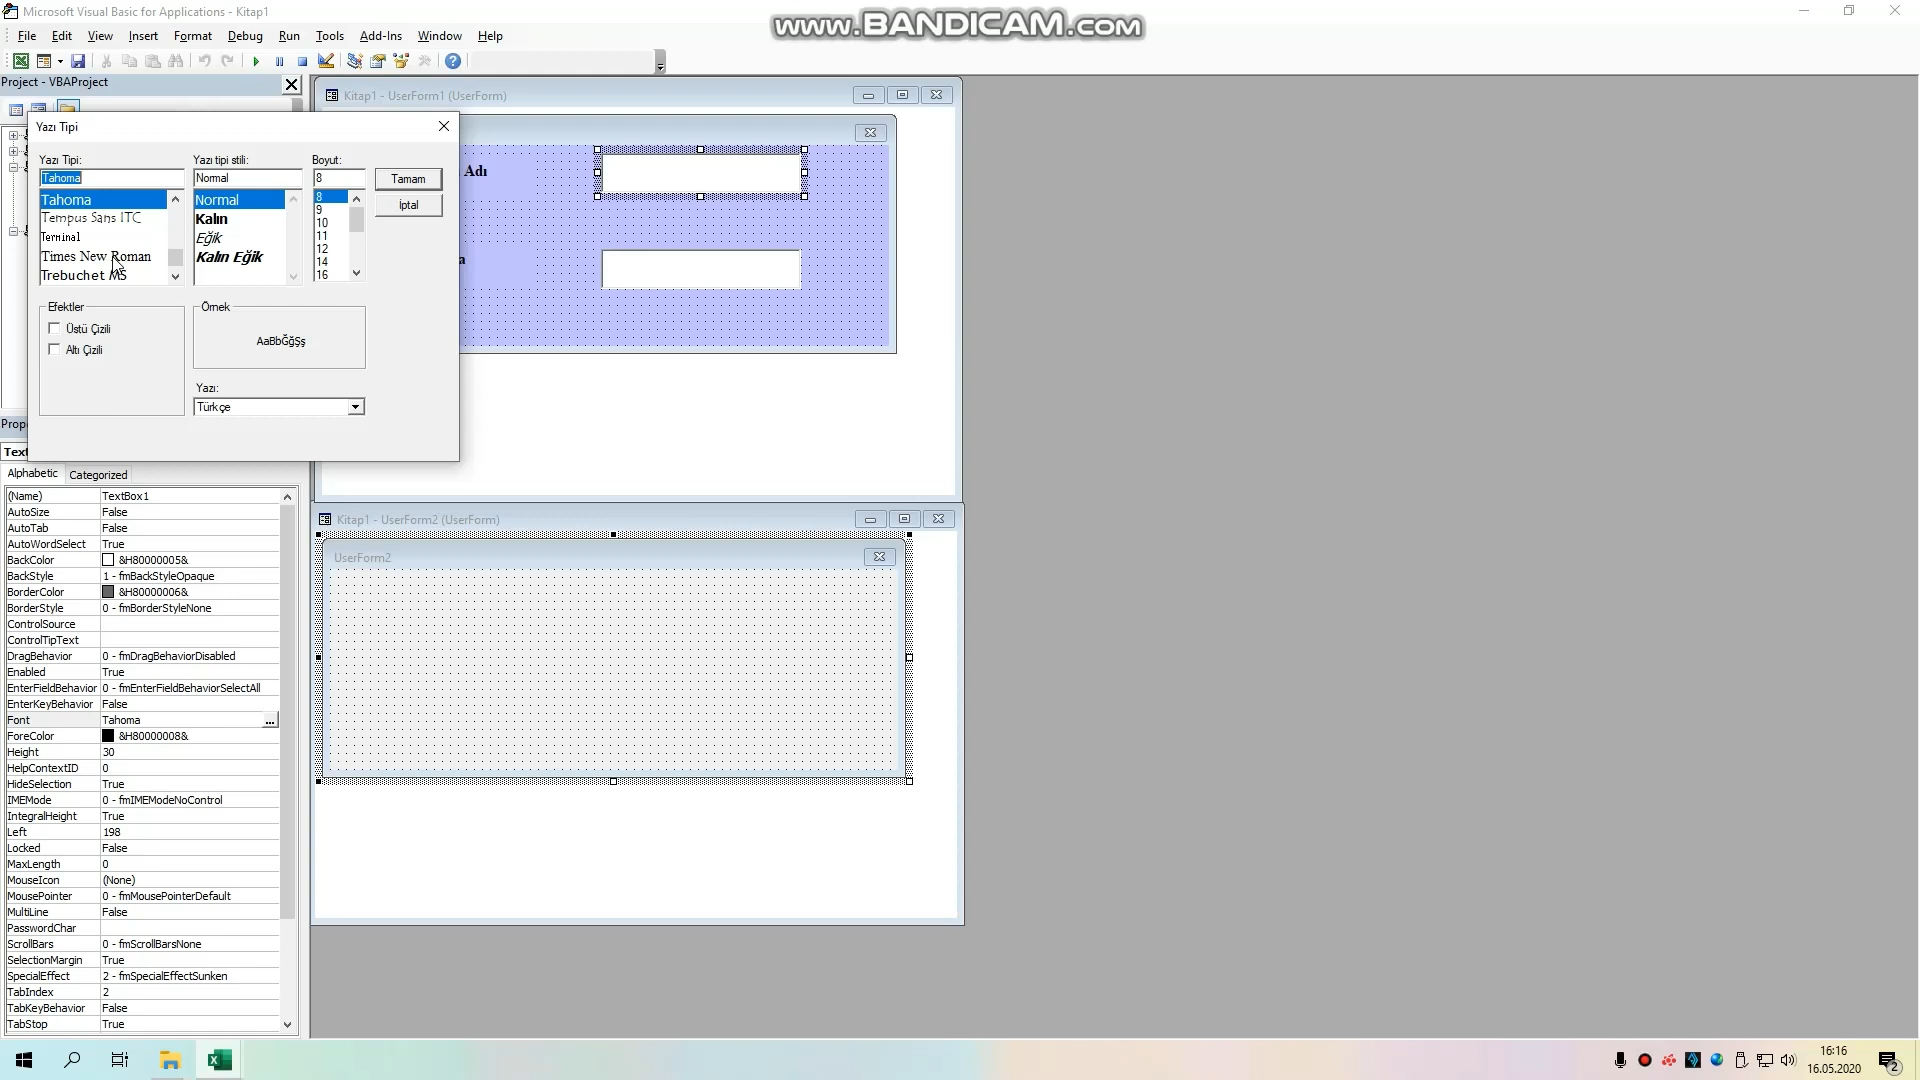 Microsoft Visual Basic for Applications - Kitap1
www.BANDICAM.com
File Edit View Insert Format Debug Run Tools Add-Ins Window Help
Project - VBAProject
Kitap1 - UserForm1 (UserForm)
Yazı Tipi
Yazı Tipi: Yazı tipi stili: Boyut:
Tahoma Normal 8 Tamam
Tahoma Normal 8 İptal
Tempus Sans ITC Kalın 9
Terminal Eğik 10
Times New Roman Kalın Eğik 11
Trebuchet MS 12
14
16
Efektler Örnek
Üstü Çizili
Altı Çizili
AaBbĞğŞş
Yazı:
Türkçe
Adı
a
Prop
Text
Alphabetic Categorized
(Name) TextBox1
AutoSize False
AutoTab False
AutoWordSelect True
BackColor &H80000005&
BackStyle 1 - fmBackStyleOpaque
BorderColor &H80000006&
BorderStyle 0 - fmBorderStyleNone
ControlSource
ControlTipText
DragBehavior 0 - fmDragBehaviorDisabled
Enabled True
EnterFieldBehavior 0 - fmEnterFieldBehaviorSelectAll
EnterKeyBehavior False
Font Tahoma ...
ForeColor &H80000008&
Height 30
HelpContextID 0
HideSelection True
IMEMode 0 - fmIMEModeNoControl
IntegralHeight True
Left 198
Locked False
MaxLength 0
MouseIcon (None)
MousePointer 0 - fmMousePointerDefault
MultiLine False
PasswordChar
ScrollBars 0 - fmScrollBarsNone
SelectionMargin True
SpecialEffect 2 - fmSpecialEffectSunken
TabIndex 2
TabKeyBehavior False
TabStop True
Kitap1 - UserForm2 (UserForm)
UserForm2
16:16
16.05.2020
2